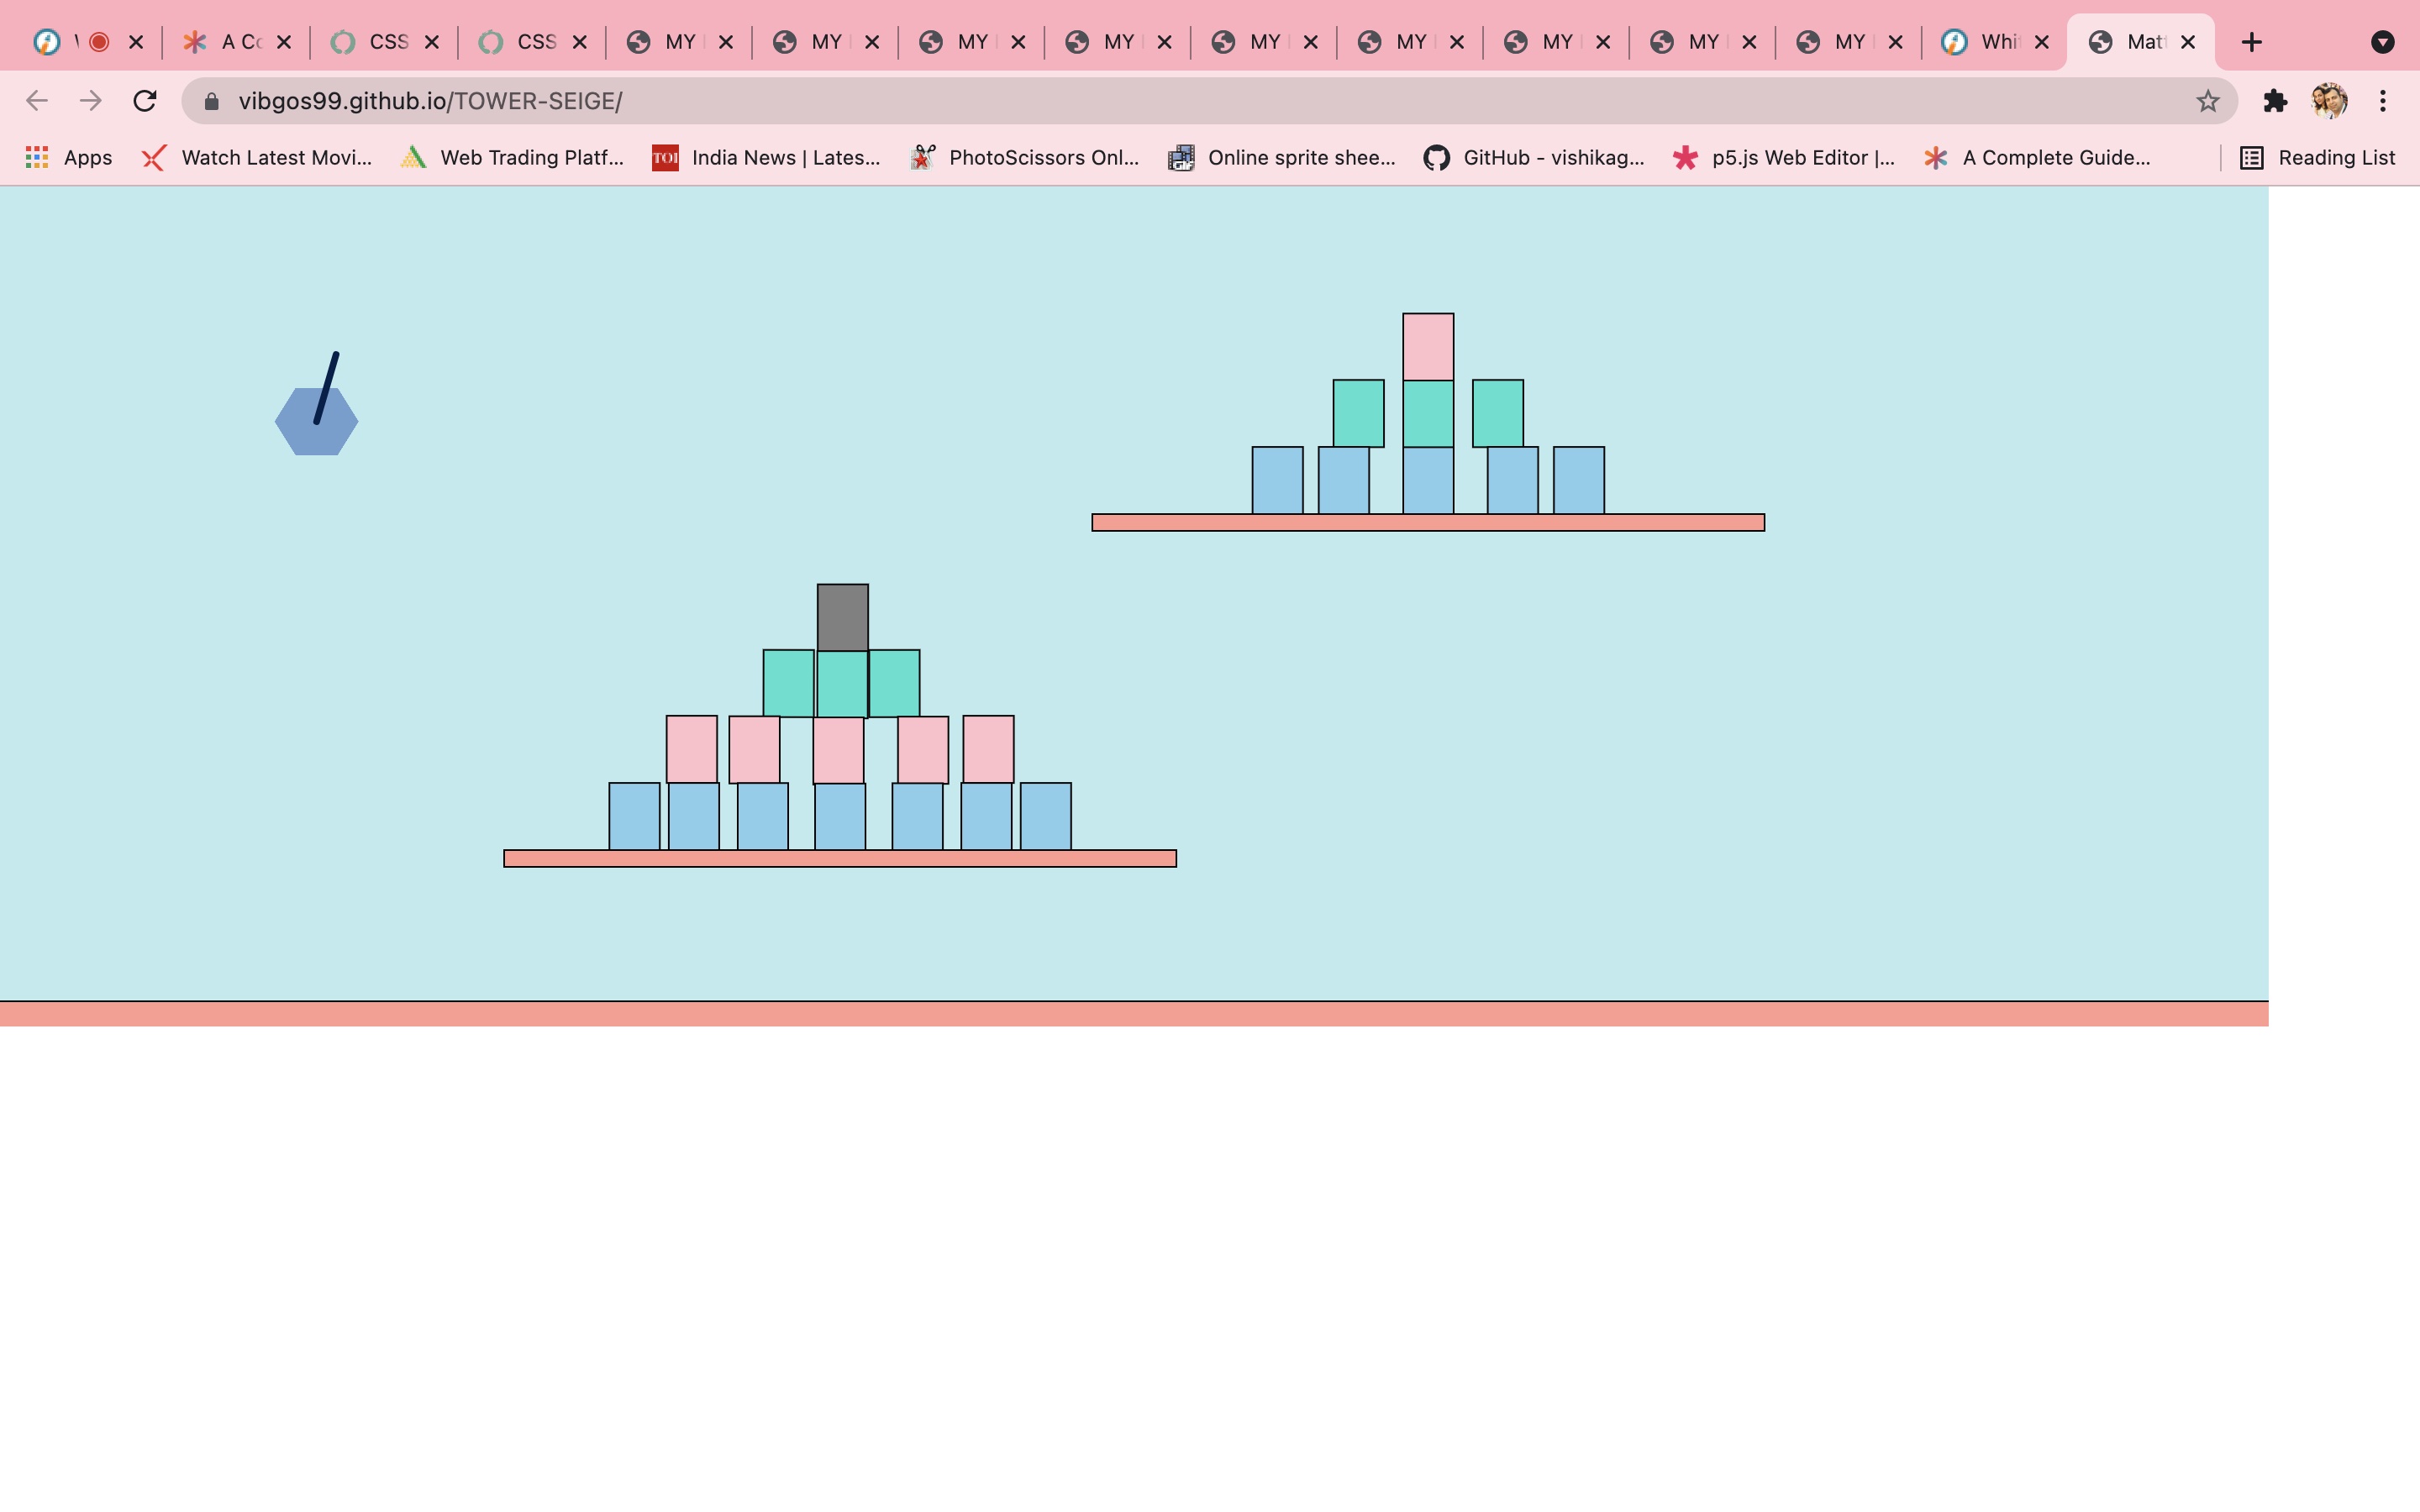 \ A Co CSS CSS MY MY MY MY MY MY MY MY MY Whi Mat
vibgos99.github.io/TOWER-SEIGE/
Apps Watch Latest Movi... Web Trading Platf... TOI India News | Lates... PhotoScissors Onl... Online sprite shee... GitHub - vishikag... p5.js Web Editor |... A Complete Guide... Reading List